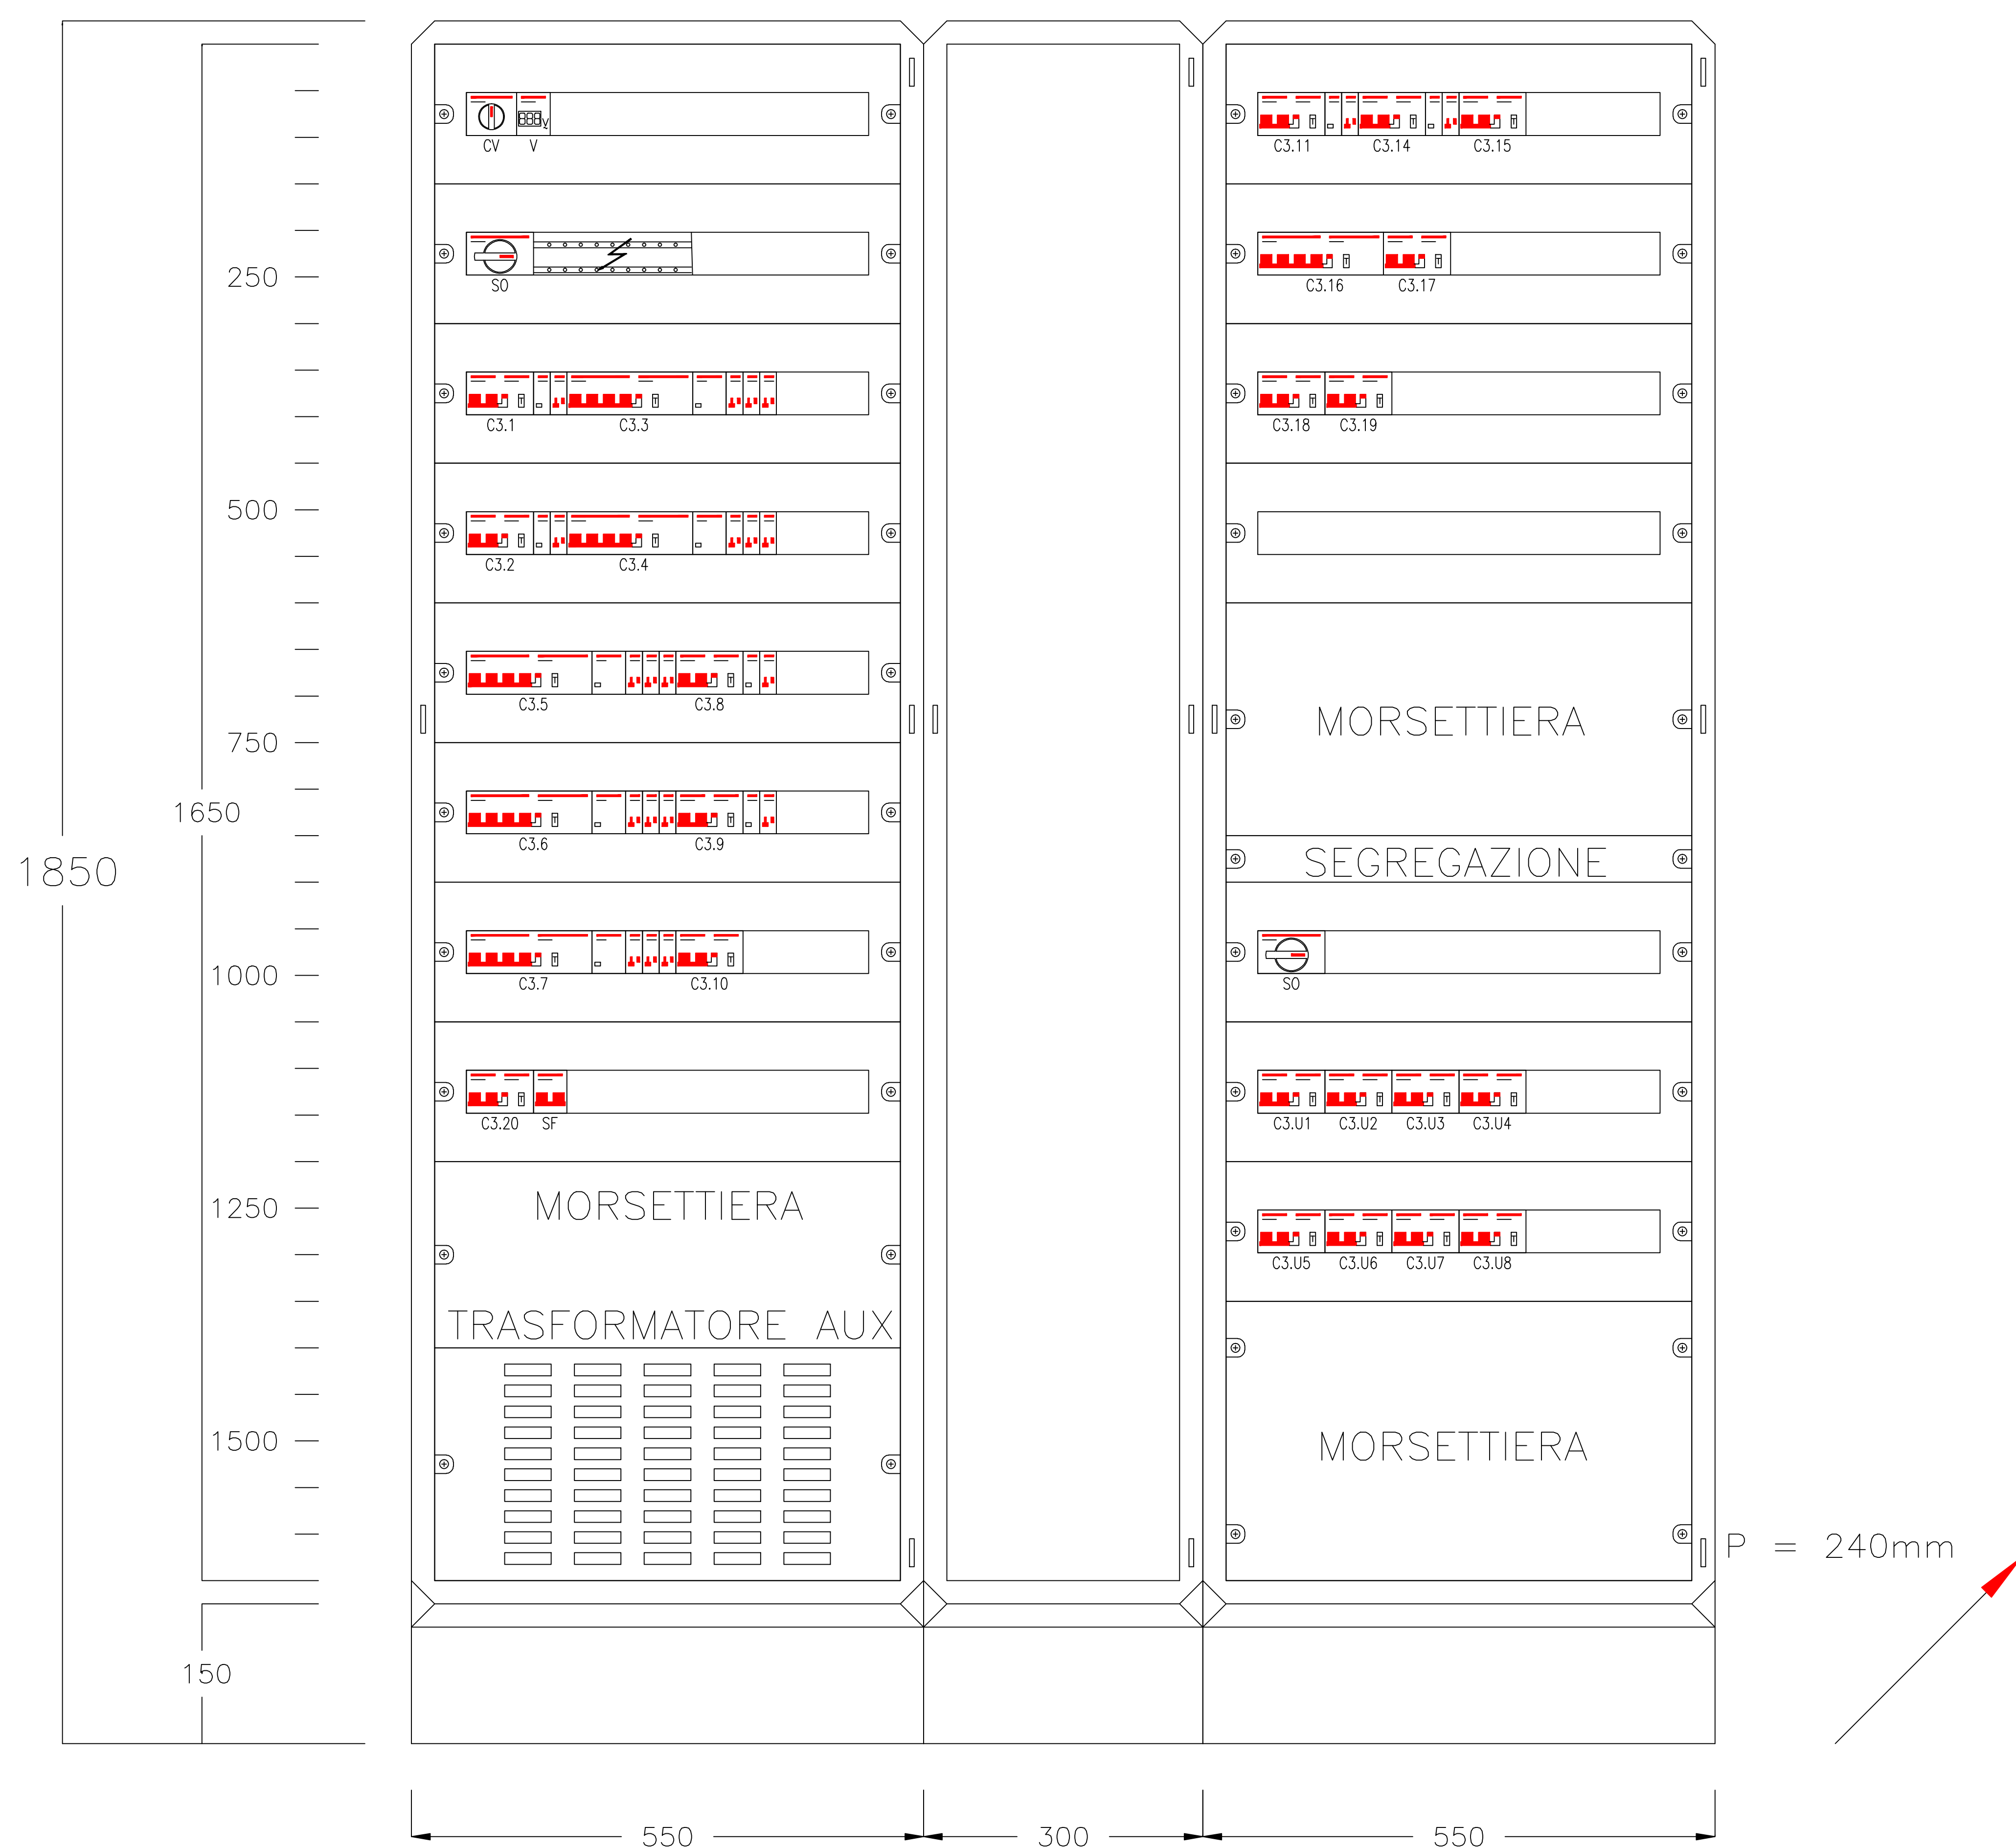 CV V
C3.11 C3.14 C3.15
250
SO
C3.16 C3.17
C3.1 C3.3
C3.18 C3.19
500
C3.2 C3.4
C3.5 C3.8
750
MORSETTIERA
1650
1850
C3.6 C3.9
SEGREGAZIONE
1000
C3.7 C3.10
SO
C3.20 SF
C3.U1 C3.U2 C3.U3 C3.U4
1250
MORSETTIERA
C3.U5 C3.U6 C3.U7 C3.U8
TRASFORMATORE AUX
1500
MORSETTIERA
P = 240mm
150
550 300 550